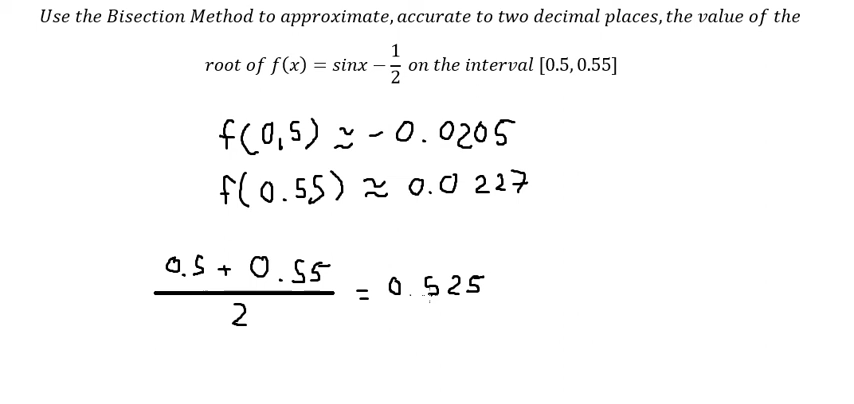 Use the Bisection Method to approximate, accurate to two decimal places, the value of the
root of f(x) = sinx − 1/2 on the interval [0.5, 0.55]
f(0,5) ≈ -0.0205
f(0.55) ≈ 0.0227
(0.5 + 0.55)/2 = 0.525